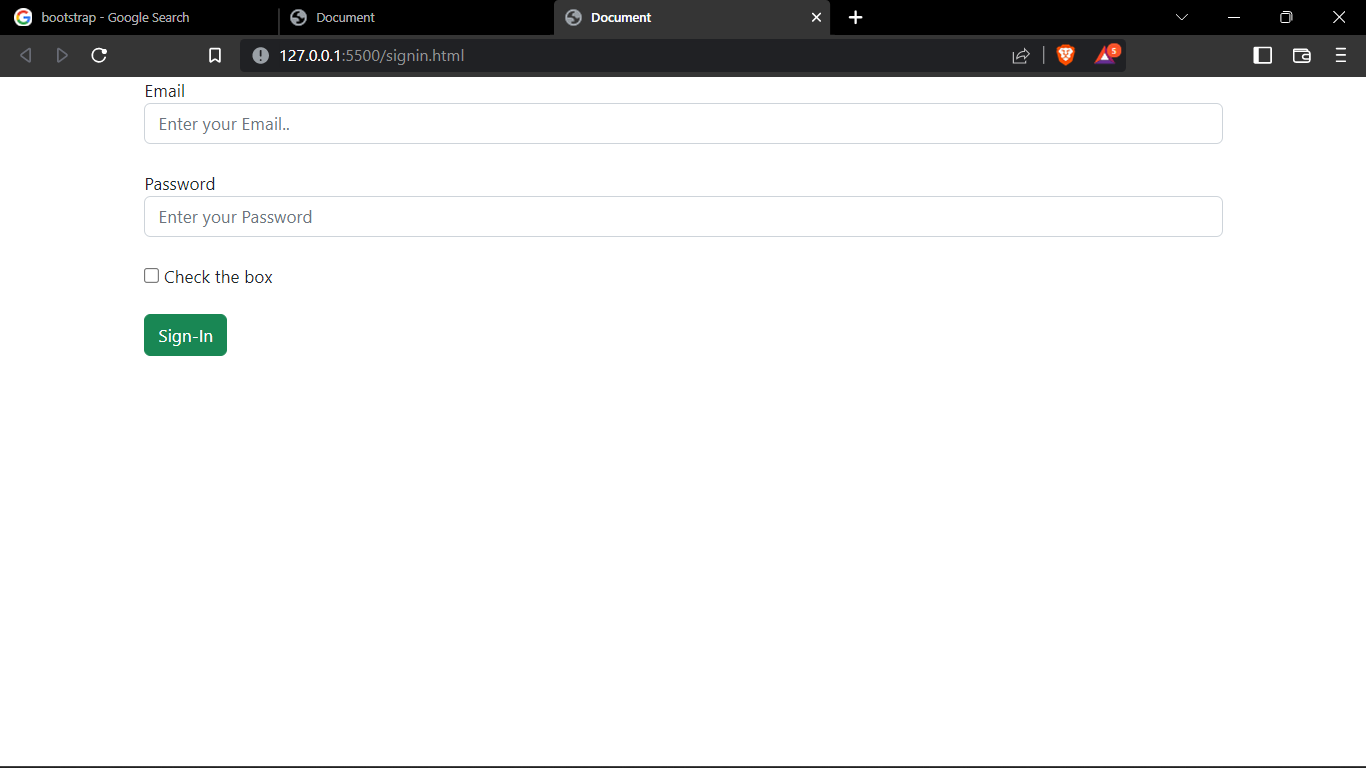 bootstrap - Google Search
Document
Document
127.0.0.1:5500/signin.html
5
Email
Enter your Email..
Password
Enter your Password
Check the box
Sign-In